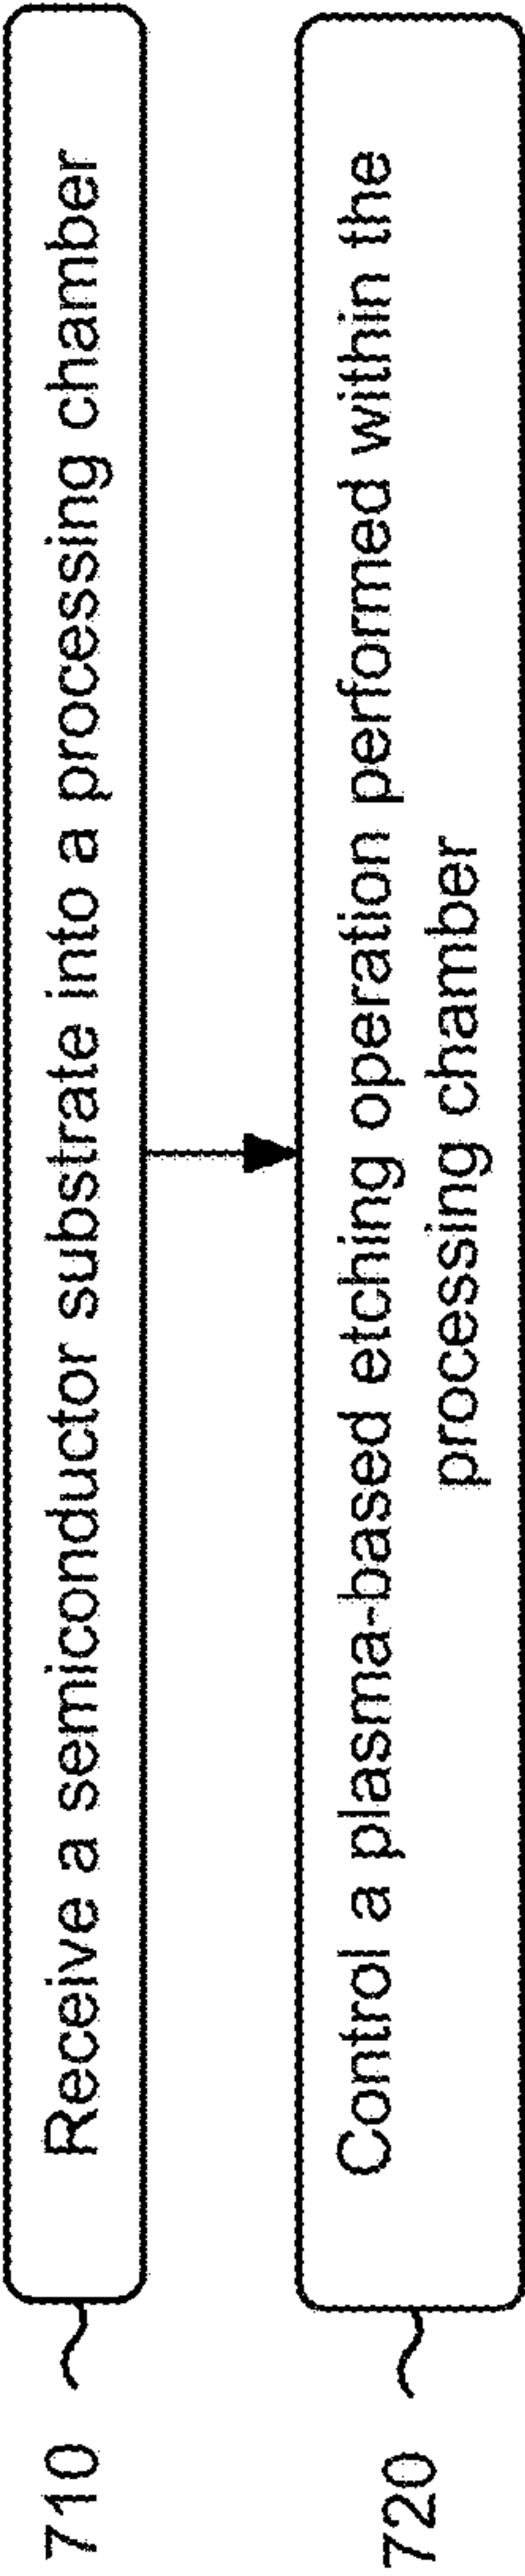 710
Receive a semiconductor substrate into a processing chamber
720
Control a plasma-based etching operation performed within the
processing chamber